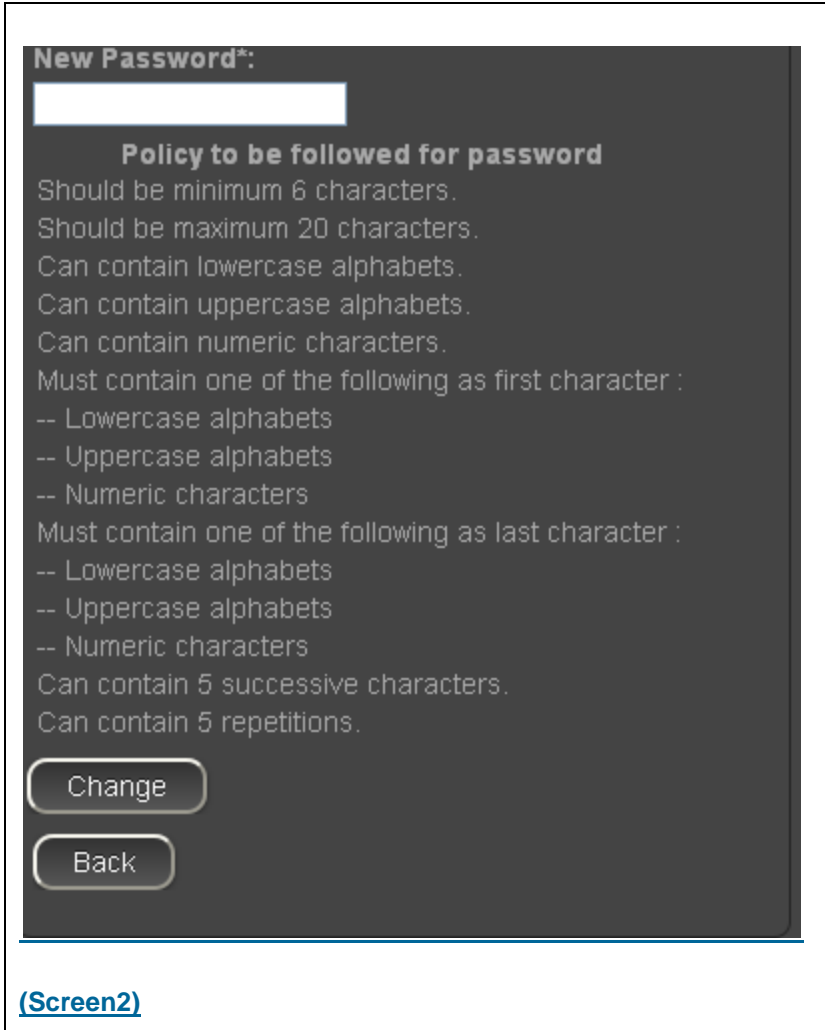 New Password*:
Policy to be followed for password
Should be minimum 6 characters.
Should be maximum 20 characters.
Can contain lowercase alphabets.
Can contain uppercase alphabets.
Can contain numeric characters.
Must contain one of the following as first character :
-- Lowercase alphabets
-- Uppercase alphabets
-- Numeric characters
Must contain one of the following as last character :
-- Lowercase alphabets
-- Uppercase alphabets
-- Numeric characters
Can contain 5 successive characters.
Can contain 5 repetitions.
Change
Back
(Screen2)